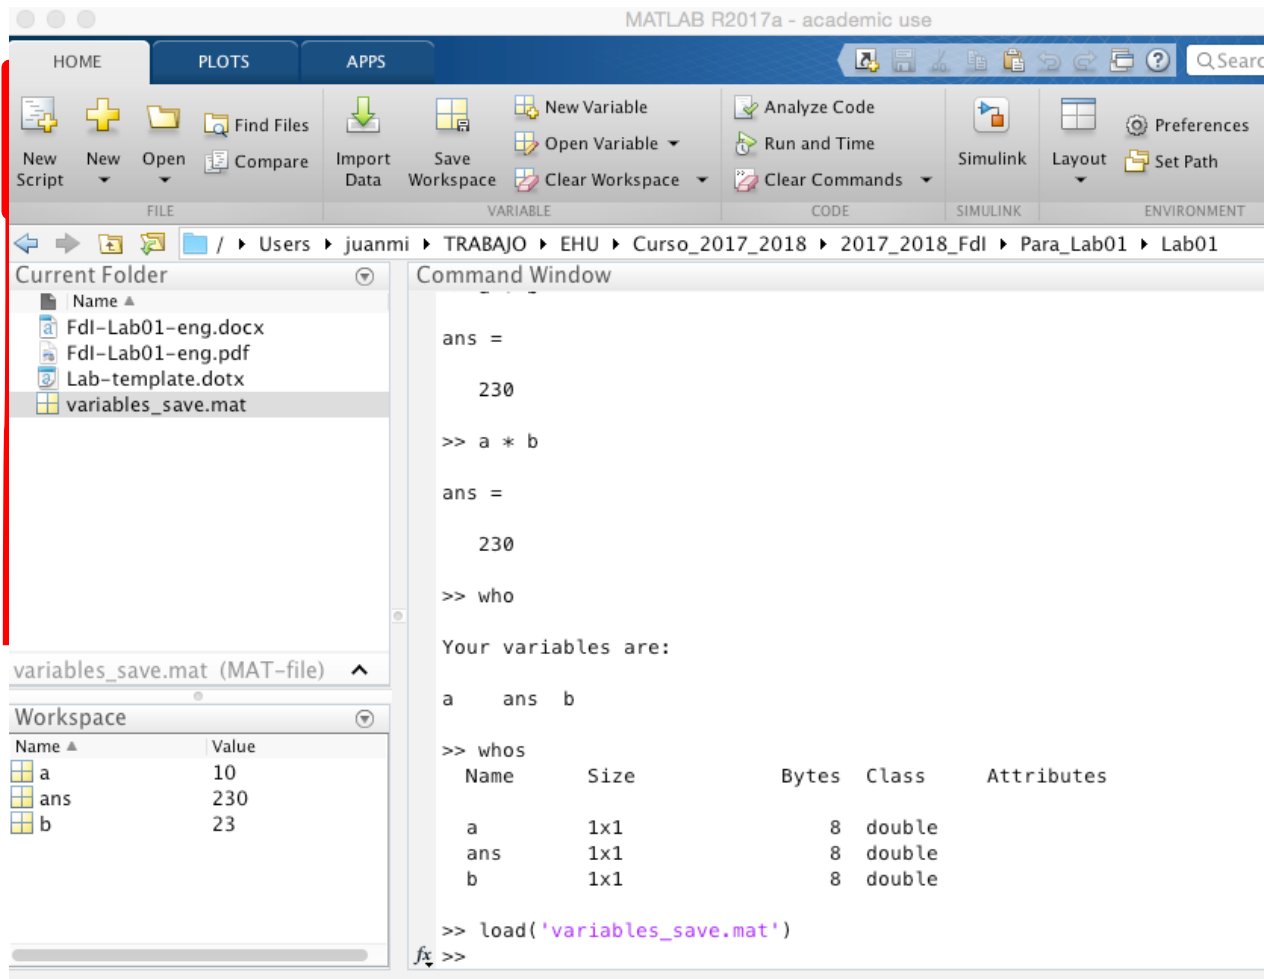 MATLAB R2017a - academic use
HOME PLOTS APPS
New Script
New
Open
Find Files
Compare
Import Data
Save Workspace
New Variable
Open Variable
Clear Workspace
Analyze Code
Run and Time
Clear Commands
Simulink
Layout
Preferences
Set Path
FILE VARIABLE CODE SIMULINK ENVIRONMENT
/ Users juanmi TRABAJO EHU Curso_2017_2018 2017_2018_FdI Para_Lab01 Lab01
Current Folder
Name
FdI-Lab01-eng.docx
FdI-Lab01-eng.pdf
Lab-template.dotx
variables_save.mat
variables_save.mat (MAT-file)
Workspace
Name Value
a 10
ans 230
b 23
Command Window
ans =
230
>> a * b
ans =
230
>> who
Your variables are:
a ans b
>> whos
Name Size Bytes Class Attributes
a 1x1 8 double
ans 1x1 8 double
b 1x1 8 double
>> load('variables_save.mat')
fx >>